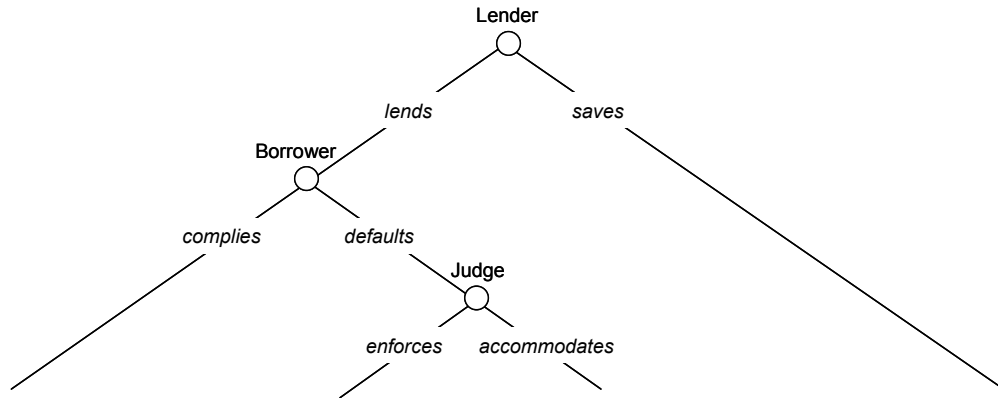 Lender
lends
saves
Borrower
complies
defaults
Judge
enforces
accommodates